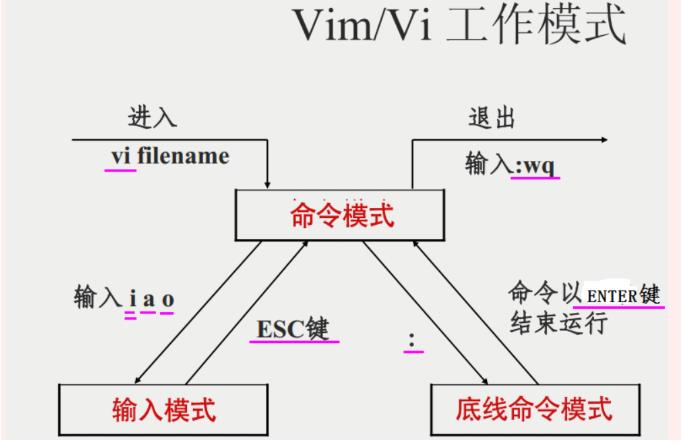 Vim/Vi 工作模式
进入
退出
vi filename
输入:wq
命令模式
输入 i a o
ESC键
:
命令以 ENTER键
结束运行
输入模式
底线命令模式